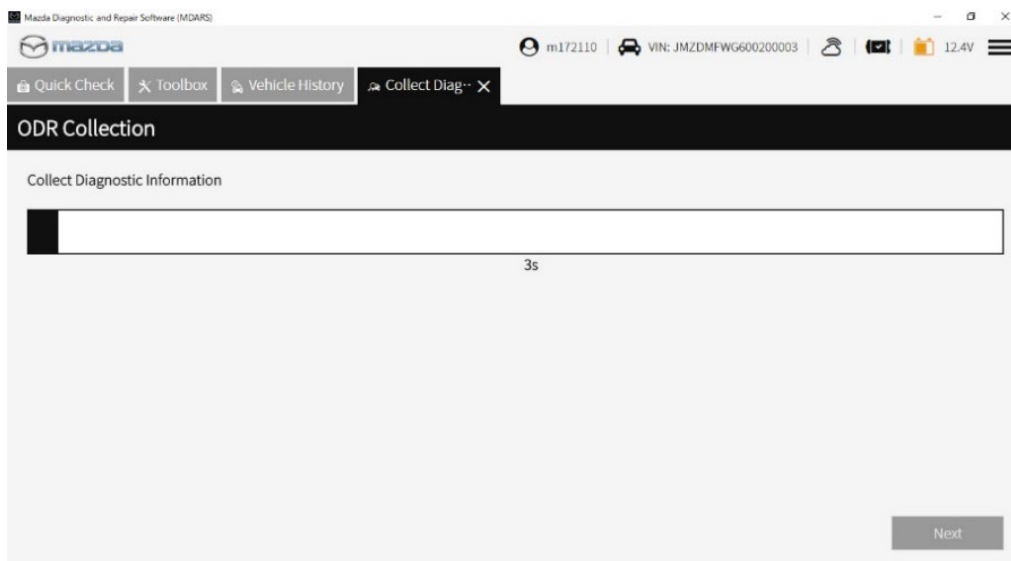 Mazda Diagnostic and Repair Software (MDARS)
mazda m172110 VIN: JMZDMFWG600200003 12.4V
Quick Check Toolbox Vehicle History Collect Diag··
ODR Collection
Collect Diagnostic Information
3s
Next